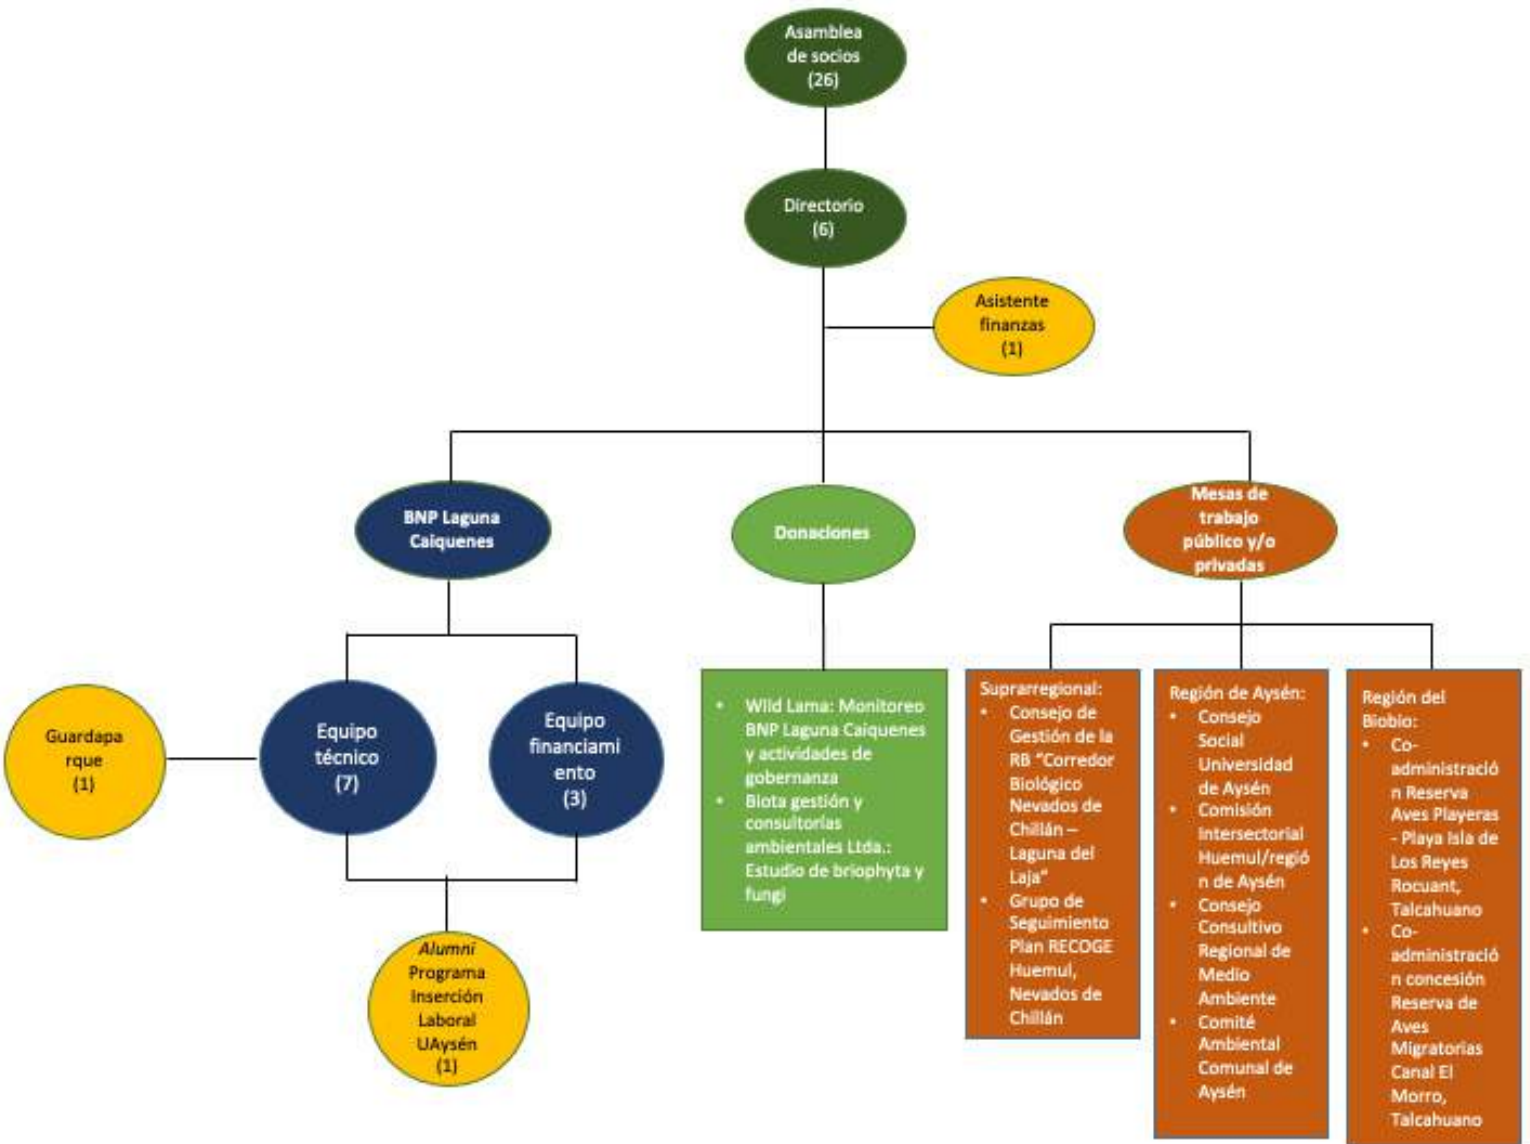 Asamblea
de socios
(26)
Directorio
(6)
Asistente
finanzas
(1)
BNP Laguna
Caiquenes
Donaciones
Mesas de
trabajo
público y/o
privadas
Guardapa
rque
(1)
Equipo
técnico
(7)
Equipo
financiami
ento
(3)
Alumni
Programa
Inserción
Laboral
UAysén
(1)
• Wild Lama: Monitoreo
BNP Laguna Caiquenes
y actividades de
gobernanza
• Biota gestión y
consultorías
ambientales Ltda.:
Estudio de briophyta y
fungi
Suprarregional:
• Consejo de
Gestión de la
RB "Corredor
Biológico
Nevados de
Chillán –
Laguna del
Laja"
• Grupo de
Seguimiento
Plan RECOGE
Huemul,
Nevados de
Chillán
Región de Aysén:
• Consejo
Social
Universidad
de Aysén
• Comisión
Intersectorial
Huemul/regió
n de Aysén
• Consejo
Consultivo
Regional de
Medio
Ambiente
• Comité
Ambiental
Comunal de
Aysén
Región del
Biobio:
• Co-
administració
n Reserva
Aves Playeras
- Playa Isla de
Los Reyes
Rocuant,
Talcahuano
• Co-
administració
n concesión
Reserva de
Aves
Migratorias
Canal El
Morro,
Talcahuano